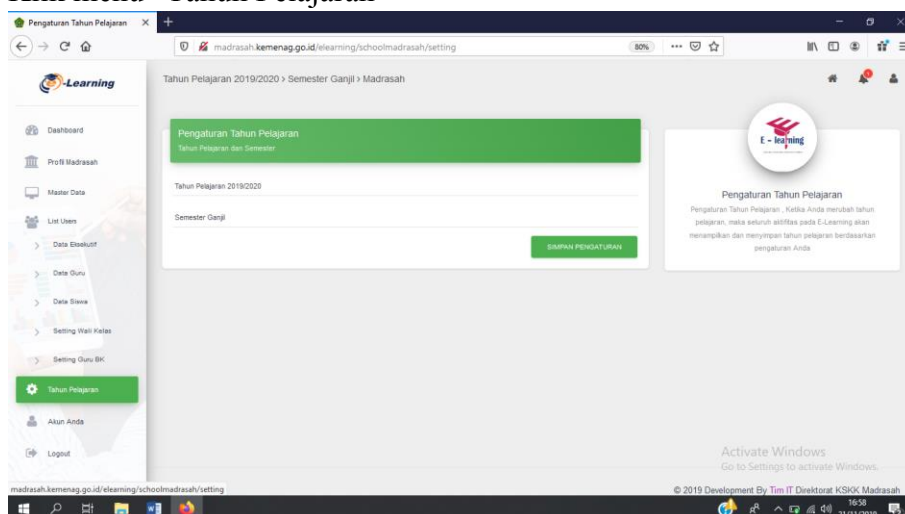 Pengaturan Tahun Pelajaran
madrasah.kemenag.go.id/elearning/schoolmadrasah/setting
80%
-Learning
Tahun Pelajaran 2019/2020 › Semester Ganjil › Madrasah
Dashboard
Profil Madrasah
Master Data
List Users
Data Eksekutif
Data Guru
Data Siswa
Setting Wali Kelas
Setting Guru BK
Tahun Pelajaran
Akun Anda
Logout
Pengaturan Tahun Pelajaran
Tahun Pelajaran dan Semester
Tahun Pelajaran 2019/2020
Semester Ganjil
SIMPAN PENGATURAN
E - learning
Pengaturan Tahun Pelajaran
Pengaturan Tahun Pelajaran , Ketika Anda merubah tahun
pelajaran, maka seluruh aktifitas pada E-Learning akan
menampilkan dan menyimpan tahun pelajaran berdasarkan
pengaturan Anda
Activate Windows
Go to Settings to activate Windows.
madrasah.kemenag.go.id/elearning/schoolmadrasah/setting
© 2019 Development By Tim IT Direktorat KSKK Madrasah
16:58